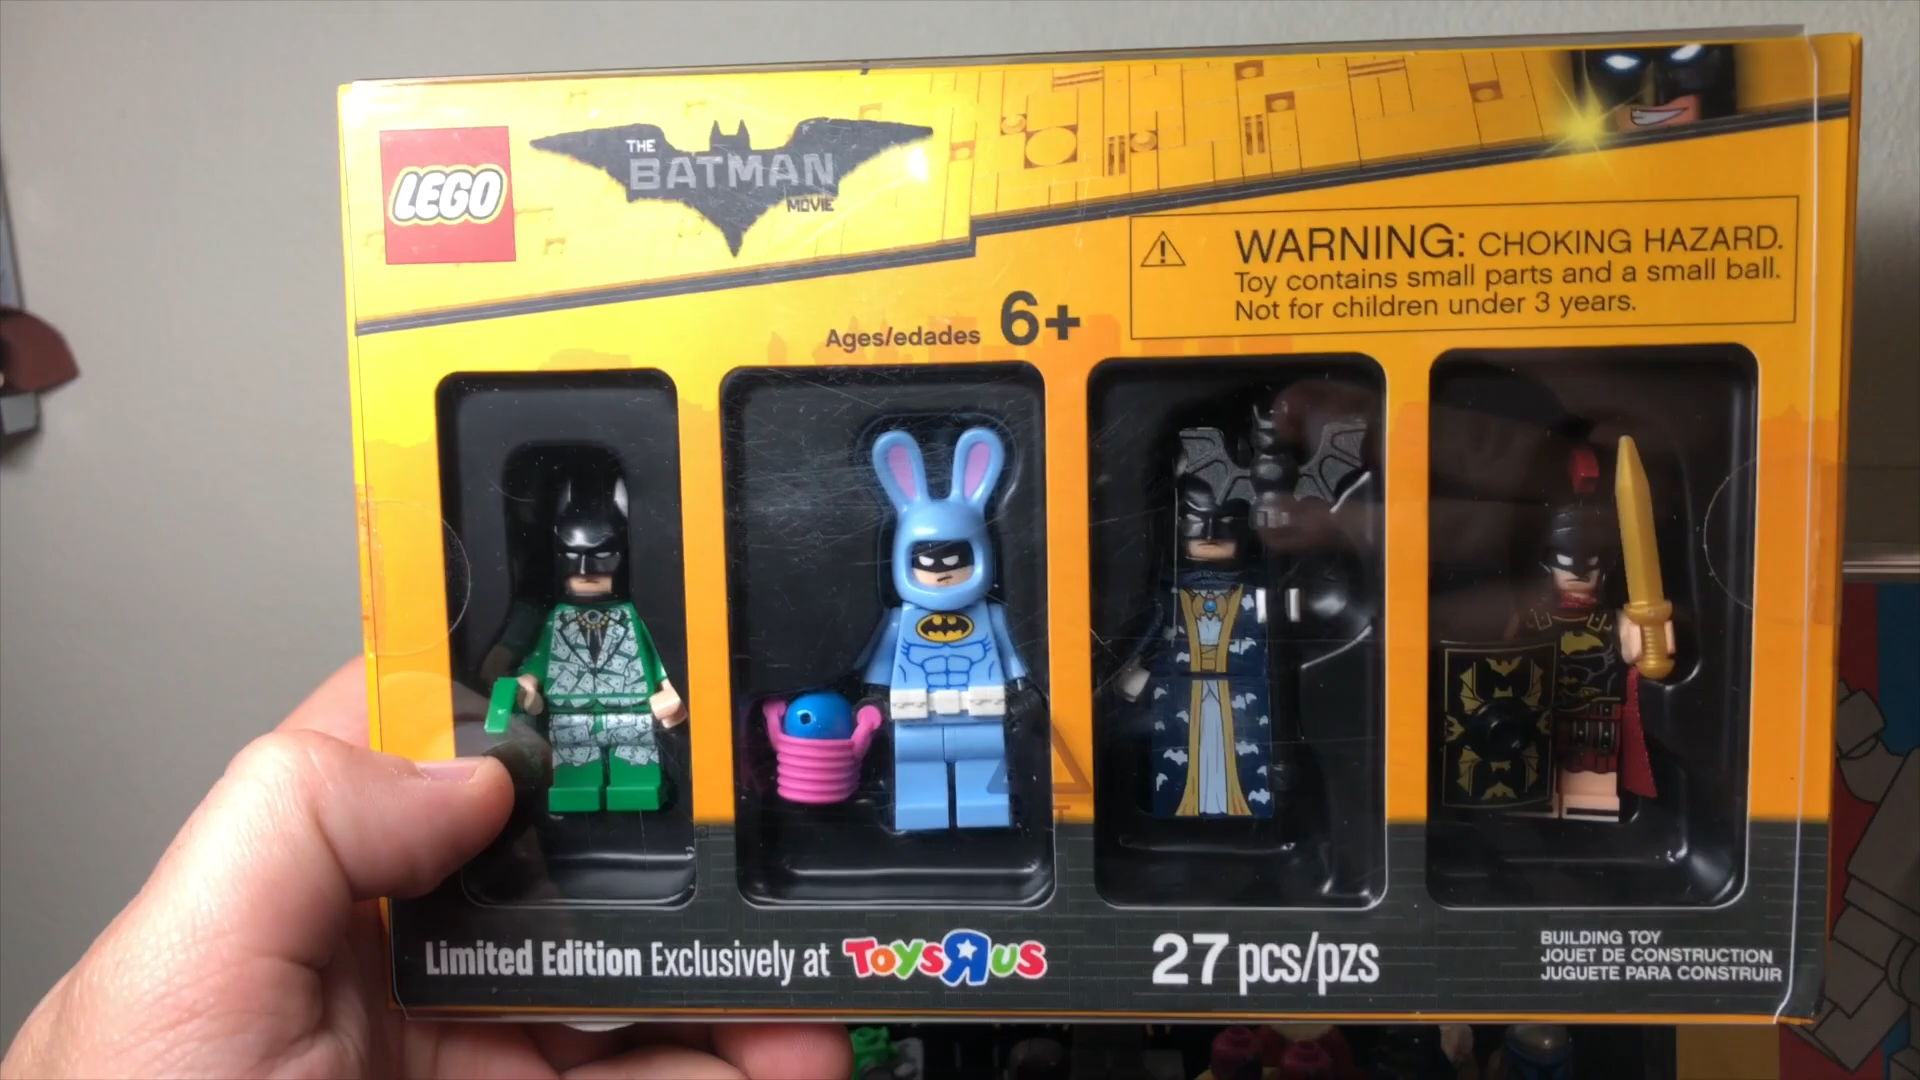 LEGO
THE
BATMAN
MOVIE
WARNING: CHOKING HAZARD.
Toy contains small parts and a small ball.
Not for children under 3 years.
Ages/edades 6+
Limited Edition Exclusively at ToysRus
27 pcs/pzs
BUILDING TOY
JOUET DE CONSTRUCTION
JUGUETE PARA CONSTRUIR